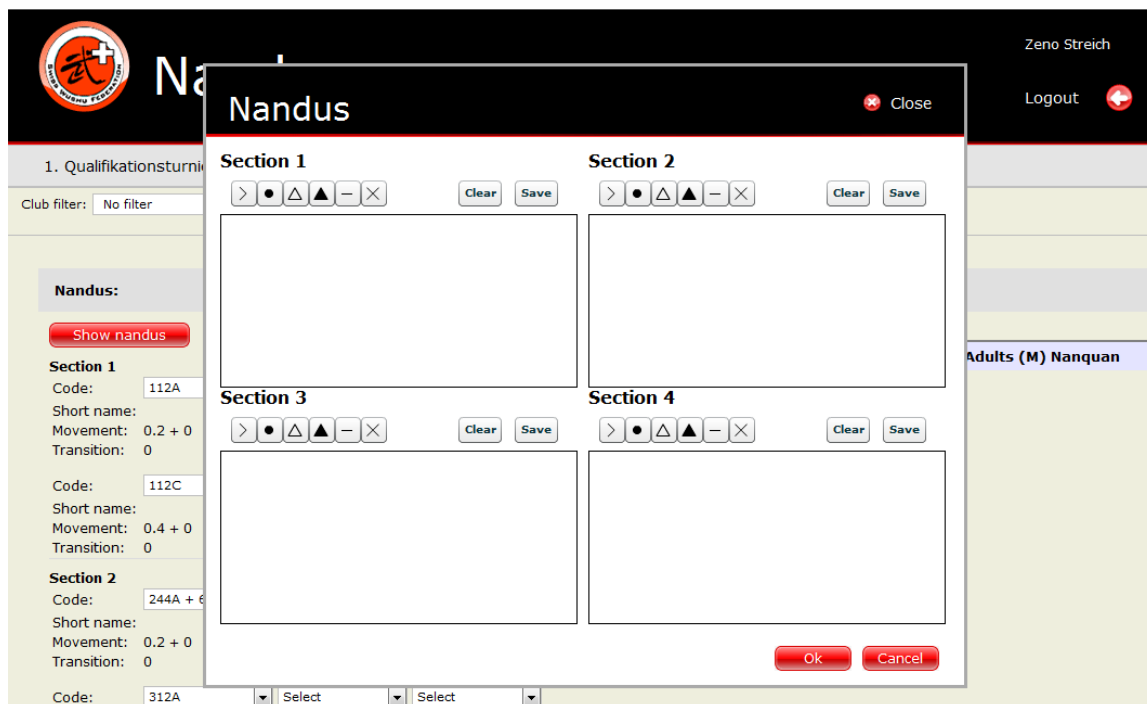 Zeno Streich
Logout
SWISS WUSHU FEDERATION
Nandus
Close
1. Qualifikationsturni
Club filter: No filter
Section 1
Clear Save
Section 2
Clear Save
Section 3
Clear Save
Section 4
Clear Save
Ok Cancel
Nandus:
Show nandus
Adults (M) Nanquan
Section 1
Code: 112A
Short name:
Movement: 0.2 + 0
Transition: 0
Code: 112C
Short name:
Movement: 0.4 + 0
Transition: 0
Section 2
Code: 244A + 6
Short name:
Movement: 0.2 + 0
Transition: 0
Code: 312A Select Select